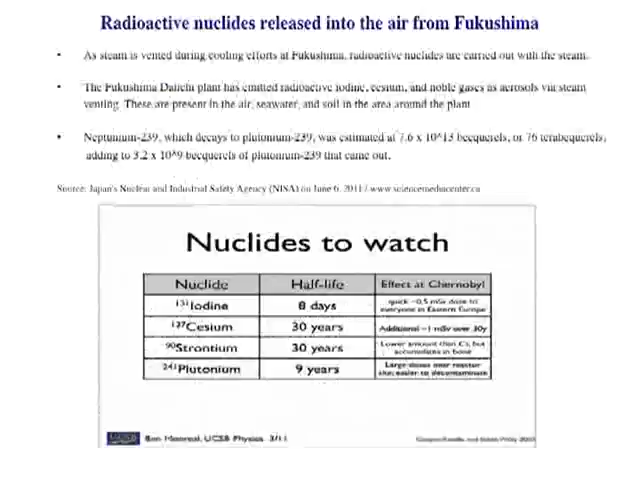 Radioactive nuclides released into the air from Fukushima
• As steam is vented during cooling efforts at Fukushima, radioactive nuclides are carried out with the steam.
• The Fukushima Daiichi plant has emitted radioactive iodine, cesium, and noble gases as aerosols via steam
venting. These are present in the air, seawater, and soil in the area around the plant
• Neptunium-239, which decays to plutonium-239, was estimated at 7.6 x 10^13 becquerels, or 76 terabequerels,
adding to 3.2 x 10^9 becquerels of plutonium-239 that came out.
Source: Japan's Nuclear and Industrial Safety Agency (NISA) on June 6, 2011 / www.sciencemediacenter.ca
Nuclides to watch
Nuclide Half-life Effect at Chernobyl
¹³¹Iodine 8 days quick ~0.5 mSv dose to
everyone in Eastern Europe
¹³⁷Cesium 30 years Additional ~1 mSv over 30y
⁹⁰Strontium 30 years Lower amount than Cs, but
accumulates in bone
²⁴¹Plutonium 9 years Large doses near reactor
site; easier to decontaminate
UCSB Ben Monreal, UCSB Physics 3/11